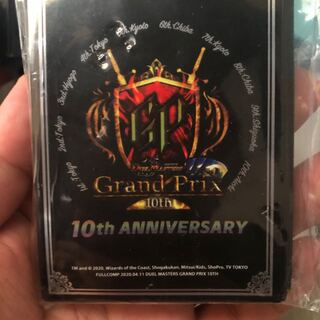 1st.Tokyo 2nd.Tokyo 3rd.Hyogo 4th.Tokyo 5th.Kyoto 6th.Chiba 7th.Kyoto 8th.Chiba 9th.Shizuoka 10th.Aichi
GP
Grand Prix
10TH
10th ANNIVERSARY
TM and © 2020, Wizards of the Coast, Shogakukan, Mitsui/Kids, ShoPro, TV TOKYO
FULLCOMP 2020.04.11 DUEL MASTERS GRAND PRIX 10TH